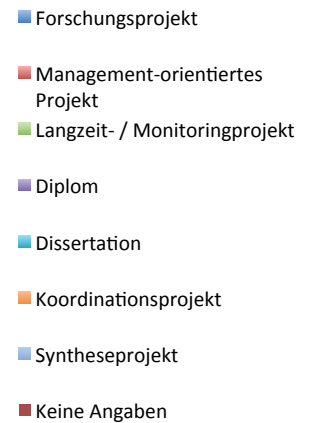 Forschungsprojekt
Management-orientiertes
Projekt
Langzeit- / Monitoringprojekt
Diplom
Dissertation
Koordinationsprojekt
Syntheseprojekt
Keine Angaben